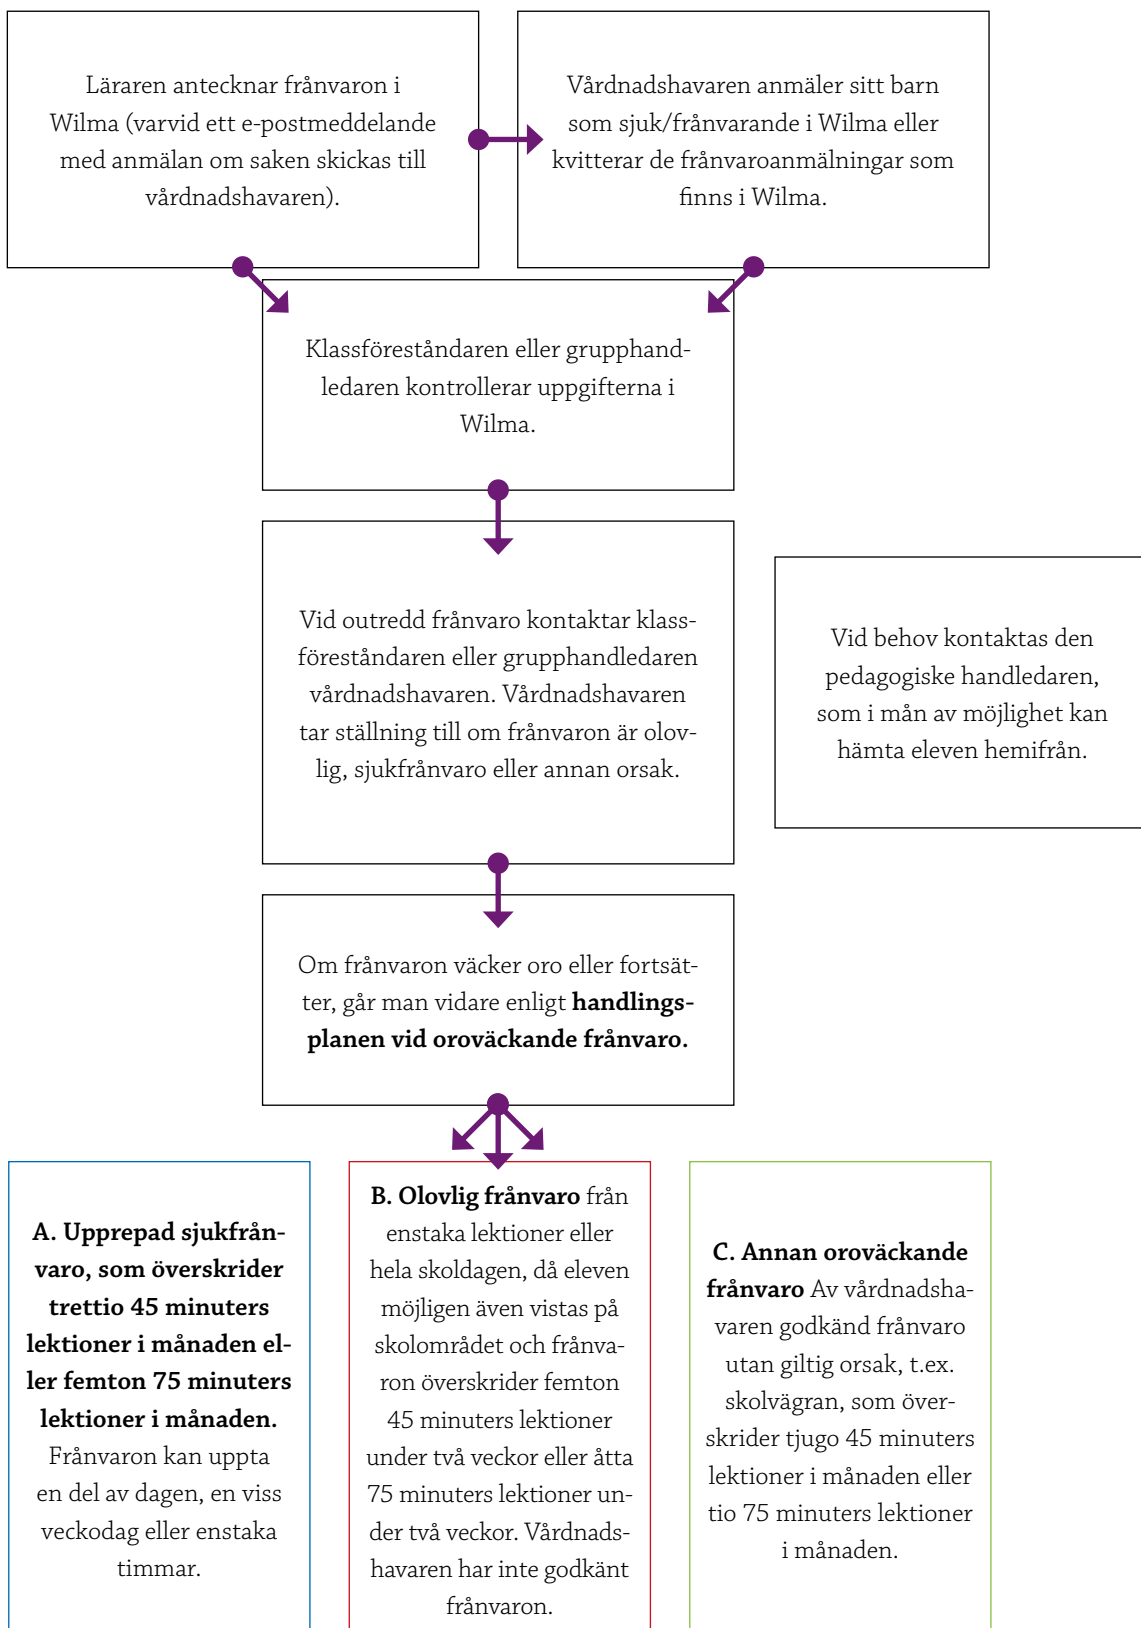 Läraren antecknar frånvaron i
Wilma (varvid ett e-postmeddelande
med anmälan om saken skickas till
vårdnadshavaren).
Vårdnadshavaren anmäler sitt barn
som sjuk/frånvarande i Wilma eller
kvitterar de frånvaroanmälningar som
finns i Wilma.
Klassföreståndaren eller grupphand-
ledaren kontrollerar uppgifterna i
Wilma.
Vid outredd frånvaro kontaktar klass-
föreståndaren eller grupphandledaren
vårdnadshavaren. Vårdnadshavaren
tar ställning till om frånvaron är olov-
lig, sjukfrånvaro eller annan orsak.
Vid behov kontaktas den
pedagogiske handledaren,
som i mån av möjlighet kan
hämta eleven hemifrån.
Om frånvaron väcker oro eller fortsät-
ter, går man vidare enligt handlings-
planen vid oroväckande frånvaro.
A. Upprepad sjukfrån-
varo, som överskrider
trettio 45 minuters
lektioner i månaden el-
ler femton 75 minuters
lektioner i månaden.
Frånvaron kan uppta
en del av dagen, en viss
veckodag eller enstaka
timmar.
B. Olovlig frånvaro från
enstaka lektioner eller
hela skoldagen, då eleven
möjligen även vistas på
skolområdet och frånva-
ron överskrider femton
45 minuters lektioner
under två veckor eller åtta
75 minuters lektioner un-
der två veckor. Vårdnads-
havaren har inte godkänt
frånvaron.
C. Annan oroväckande
frånvaro Av vårdnadsha-
varen godkänd frånvaro
utan giltig orsak, t.ex.
skolvägran, som över-
skrider tjugo 45 minuters
lektioner i månaden eller
tio 75 minuters lektioner
i månaden.